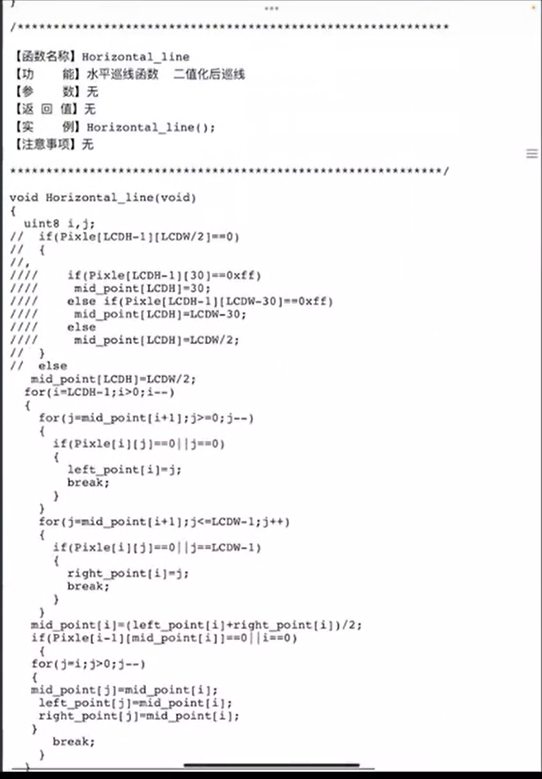 }
/************************************************************
【函数名称】Horizontal_line
【功 能】水平巡线函数 二值化后巡线
【参 数】无
【返 回 值】无
【实 例】Horizontal_line();
【注意事项】无
************************************************************/
void Horizontal_line(void)
{
uint8 i,j;
// if(Pixle[LCDH-1][LCDW/2]==0)
// {
//,
//// if(Pixle[LCDH-1][30]==0xff)
//// mid_point[LCDH]=30;
//// else if(Pixle[LCDH-1][LCDW-30]==0xff)
//// mid_point[LCDH]=LCDW-30;
//// else
//// mid_point[LCDH]=LCDW/2;
// }
// else
mid_point[LCDH]=LCDW/2;
for(i=LCDH-1;i>0;i--)
{
for(j=mid_point[i+1];j>=0;j--)
{
if(Pixle[i][j]==0||j==0)
{
left_point[i]=j;
break;
}
}
for(j=mid_point[i+1];j<=LCDW-1;j++)
{
if(Pixle[i][j]==0||j==LCDW-1)
{
right_point[i]=j;
break;
}
}
mid_point[i]=(left_point[i]+right_point[i])/2;
if(Pixle[i-1][mid_point[i]]==0||i==0)
{
for(j=i;j>0;j--)
{
mid_point[j]=mid_point[i];
left_point[j]=mid_point[i];
right_point[j]=mid_point[i];
}
break;
}
}